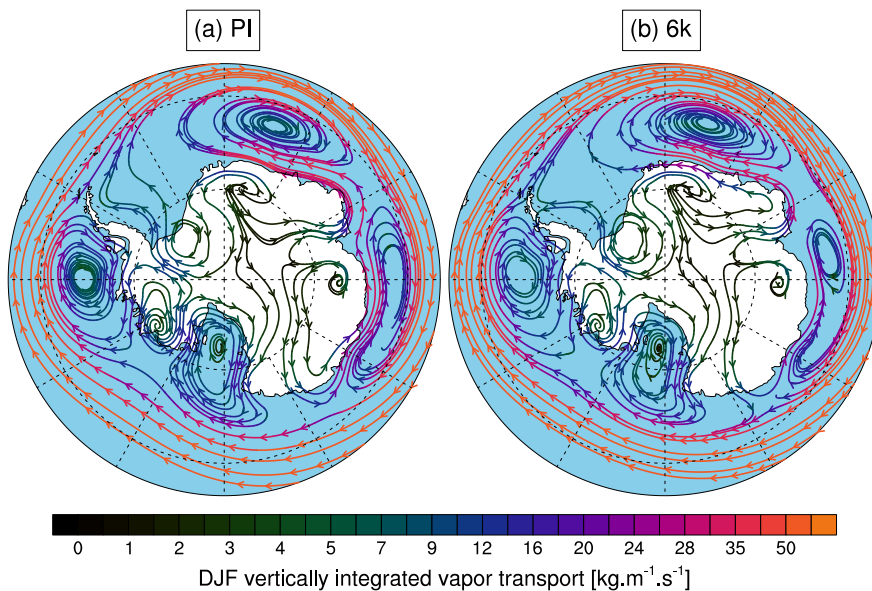 (a) PI
(b) 6k
0 1 2 3 4 5 7 9 12 16 20 24 28 35 50
DJF vertically integrated vapor transport [kg.m⁻¹.s⁻¹]